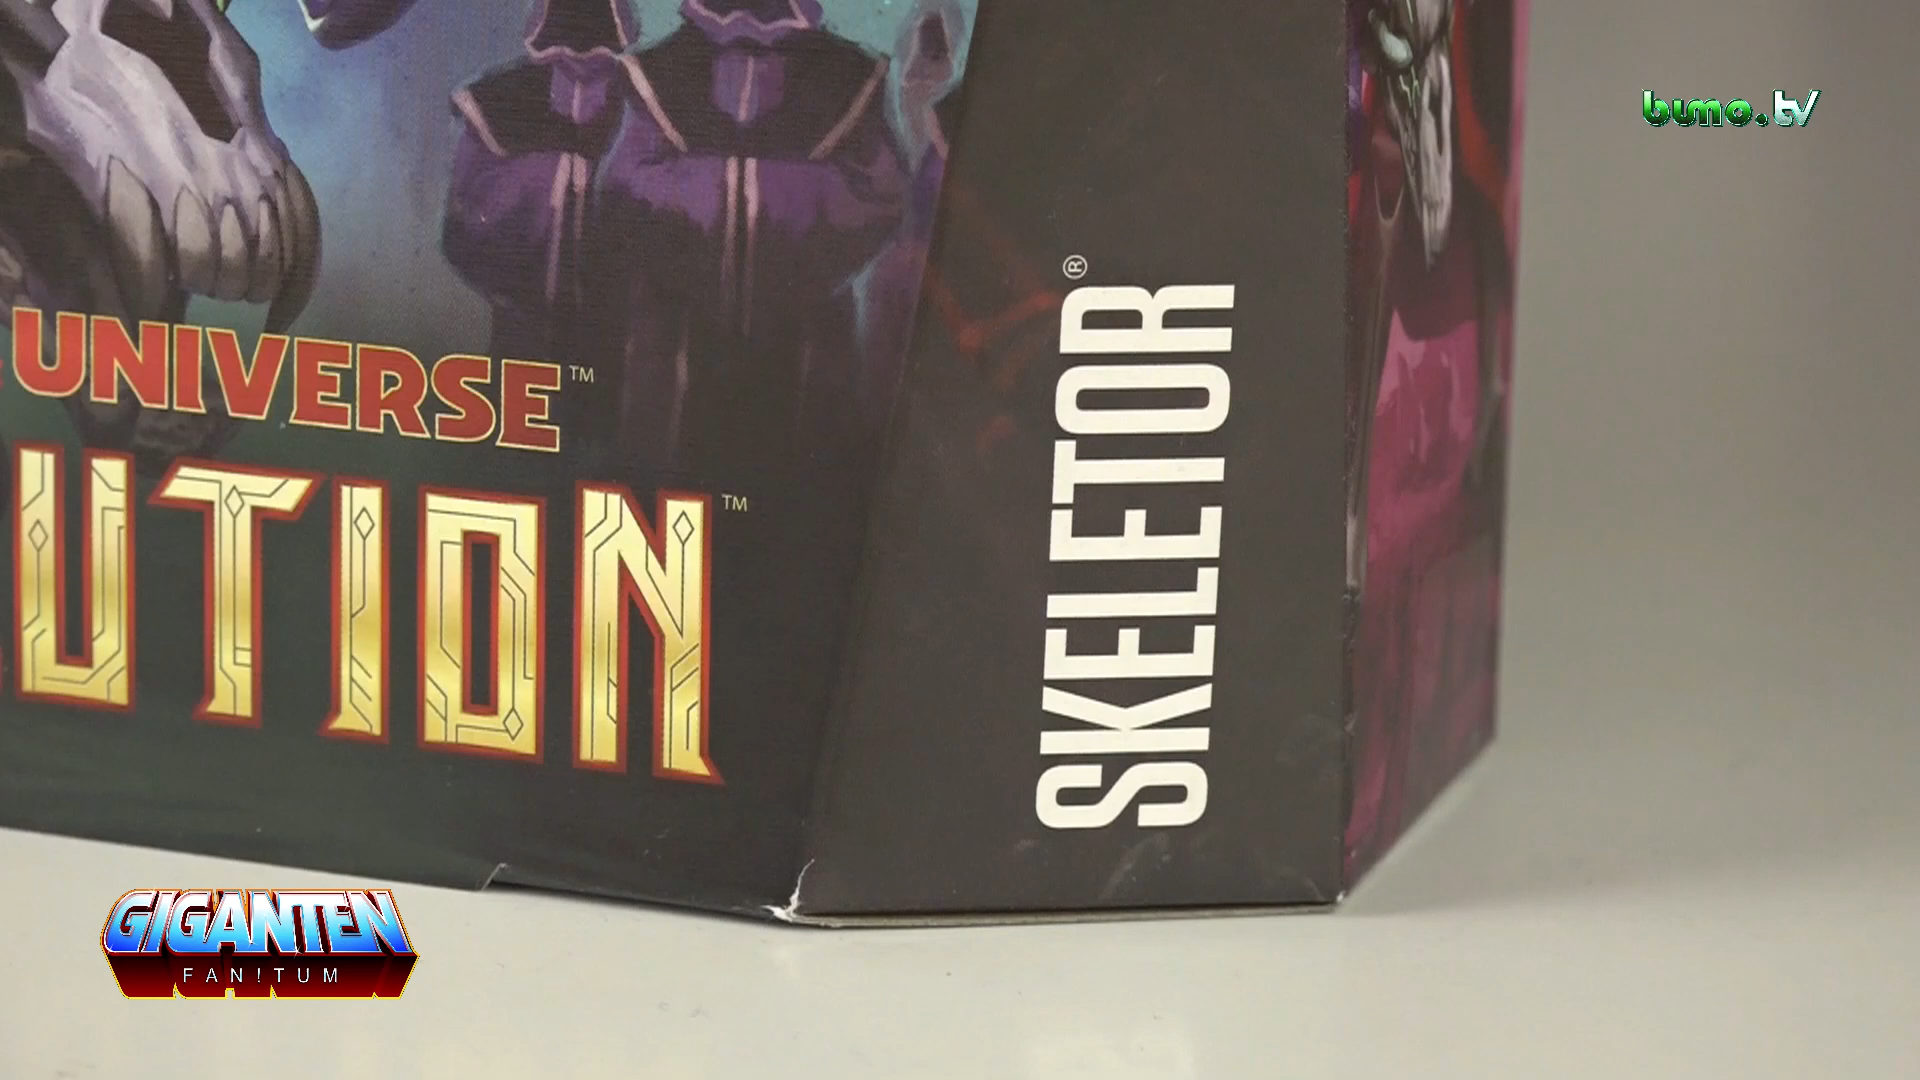 bumo.tv
UNIVERSE™
UTION™
SKELETOR®
GIGANTEN
FAN!TUM